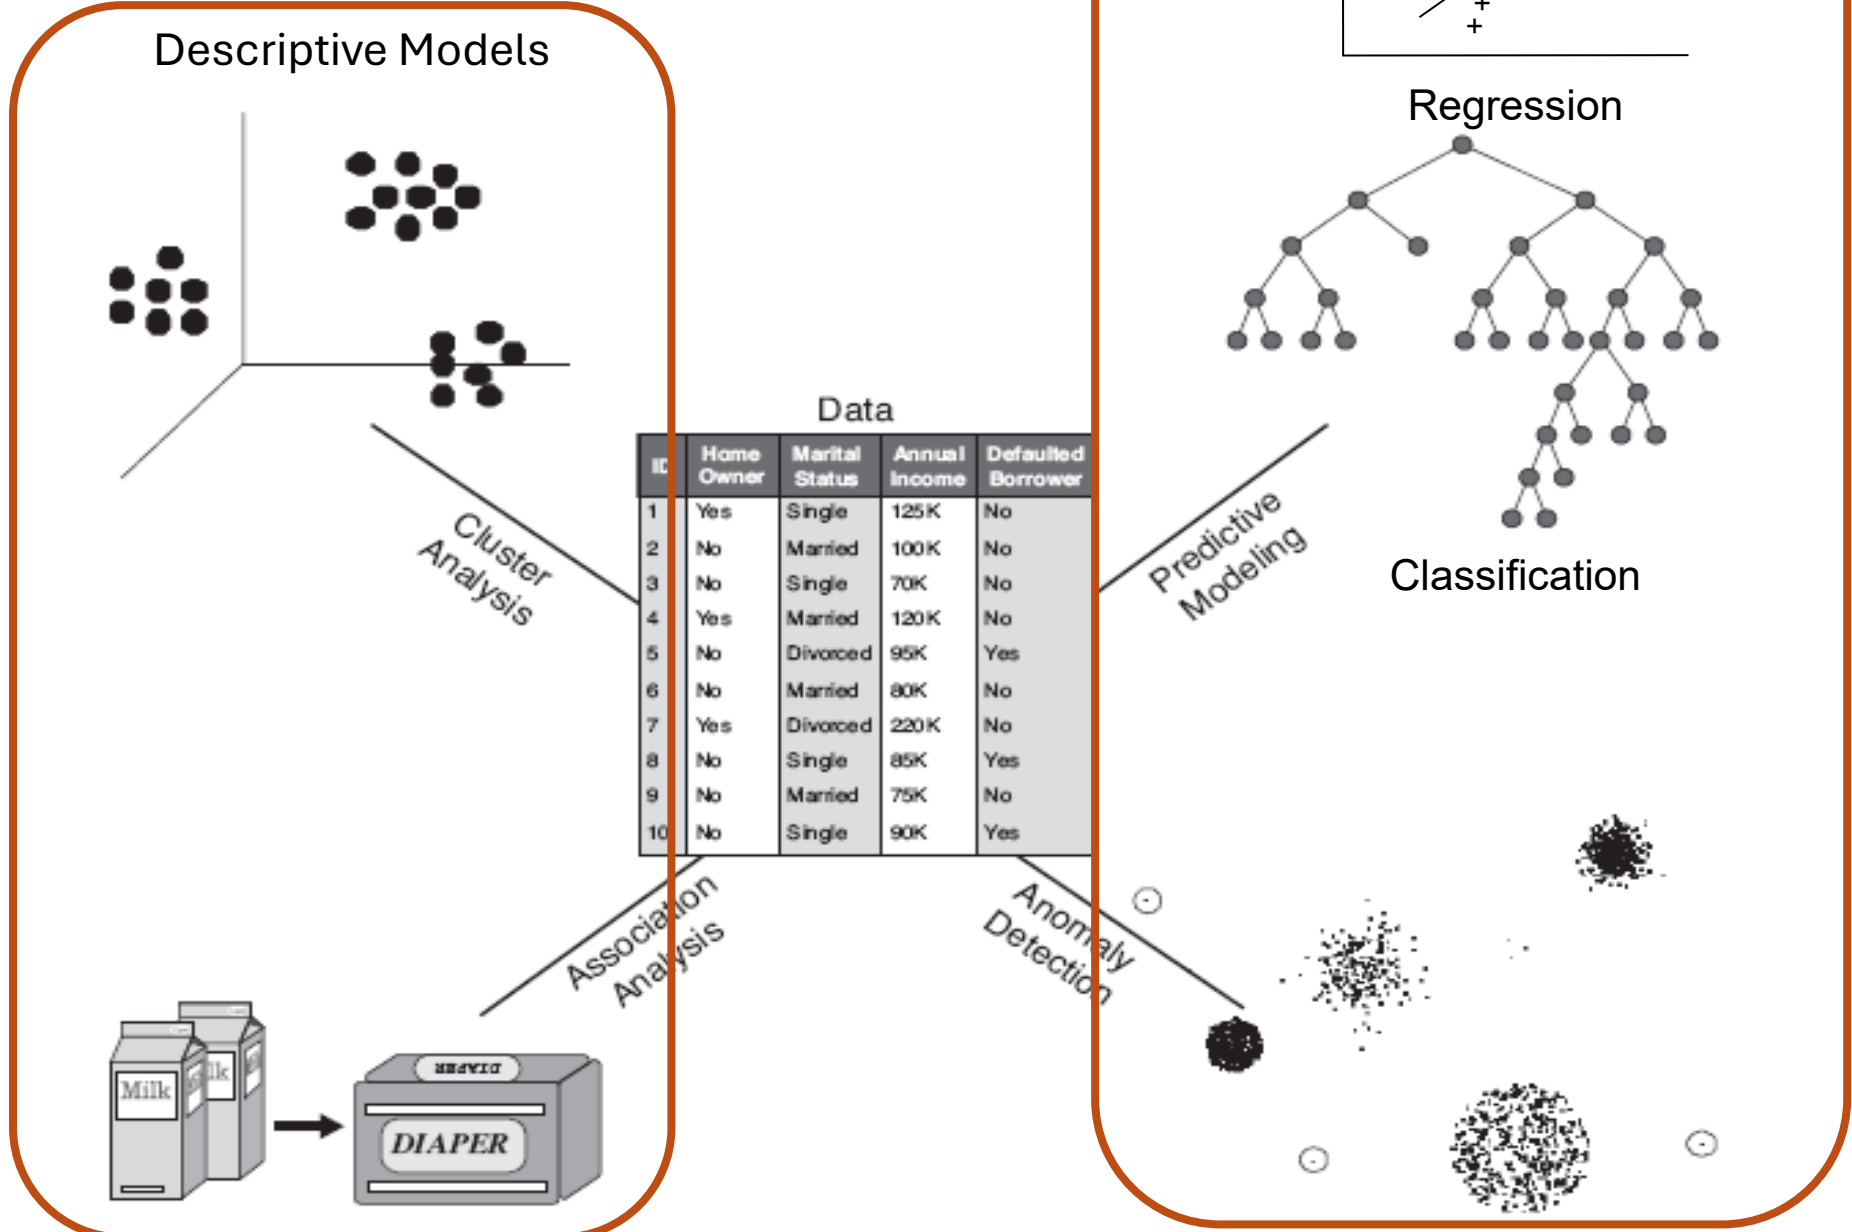 Descriptive Models
+
+
Regression
Classification
Cluster
Analysis
Predictive
Modeling
Data
ID Home Owner Marital Status Annual Income Defaulted Borrower
1 Yes Single 125K No
2 No Married 100K No
3 No Single 70K No
4 Yes Married 120K No
5 No Divorced 95K Yes
6 No Married 80K No
7 Yes Divorced 220K No
8 No Single 85K Yes
9 No Married 75K No
10 No Single 90K Yes
Association
Analysis
Anomaly
Detection
Milk
lk
DIAPER
DIAPER